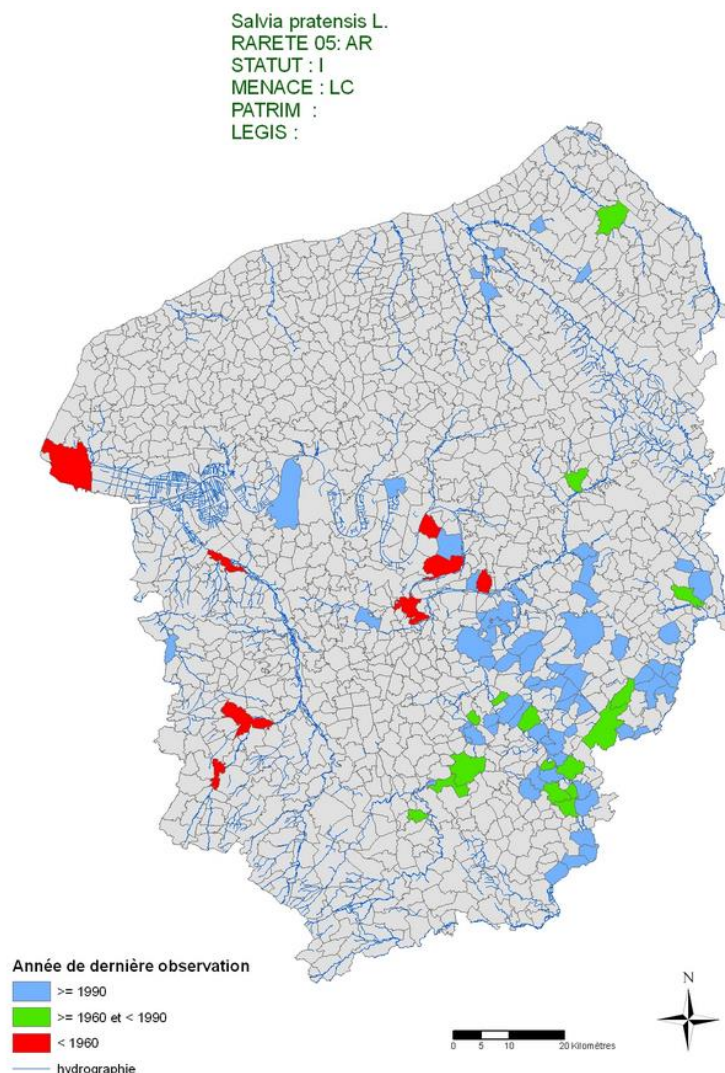 Salvia pratensis L.
RARETE 05: AR
STATUT : I
MENACE : LC
PATRIM :
LEGIS :
Année de dernière observation
>= 1990
>= 1960 et < 1990
< 1960
hydrographie
N
0 5 10 20 Kilomètres